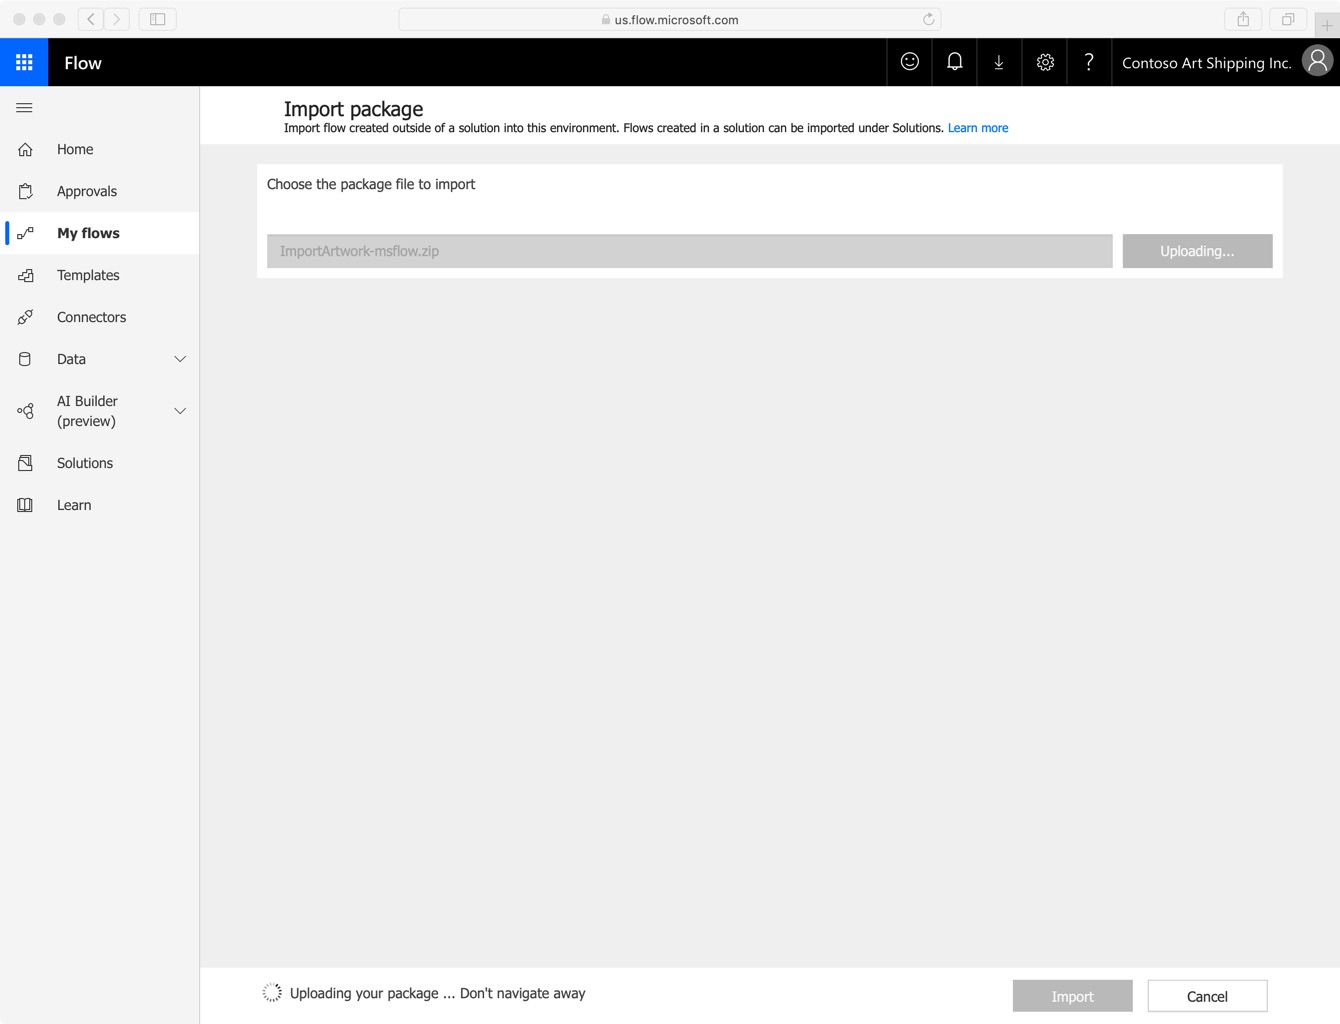 us.flow.microsoft.com
Flow
?
Contoso Art Shipping Inc.
Import package
Import flow created outside of a solution into this environment. Flows created in a solution can be imported under Solutions. Learn more
Home
Approvals
My flows
Templates
Connectors
Data
AI Builder
(preview)
Solutions
Learn
Choose the package file to import
ImportArtwork-msflow.zip
Uploading...
Uploading your package ... Don't navigate away
Import
Cancel